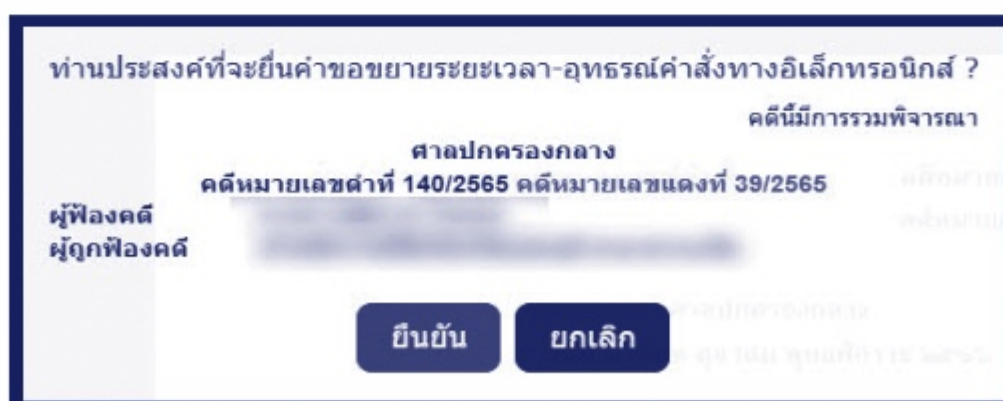 ท่านประสงค์ที่จะยื่นคำขอขยายระยะเวลา-อุทธรณ์คำสั่งทางอิเล็กทรอนิกส์ ?
คดีนี้มีการรวมพิจารณา
ศาลปกครองกลาง
คดีหมายเลขดำที่ 140/2565 คดีหมายเลขแดงที่ 39/2565
ผู้ฟ้องคดี
ผู้ถูกฟ้องคดี
ยืนยัน ยกเลิก